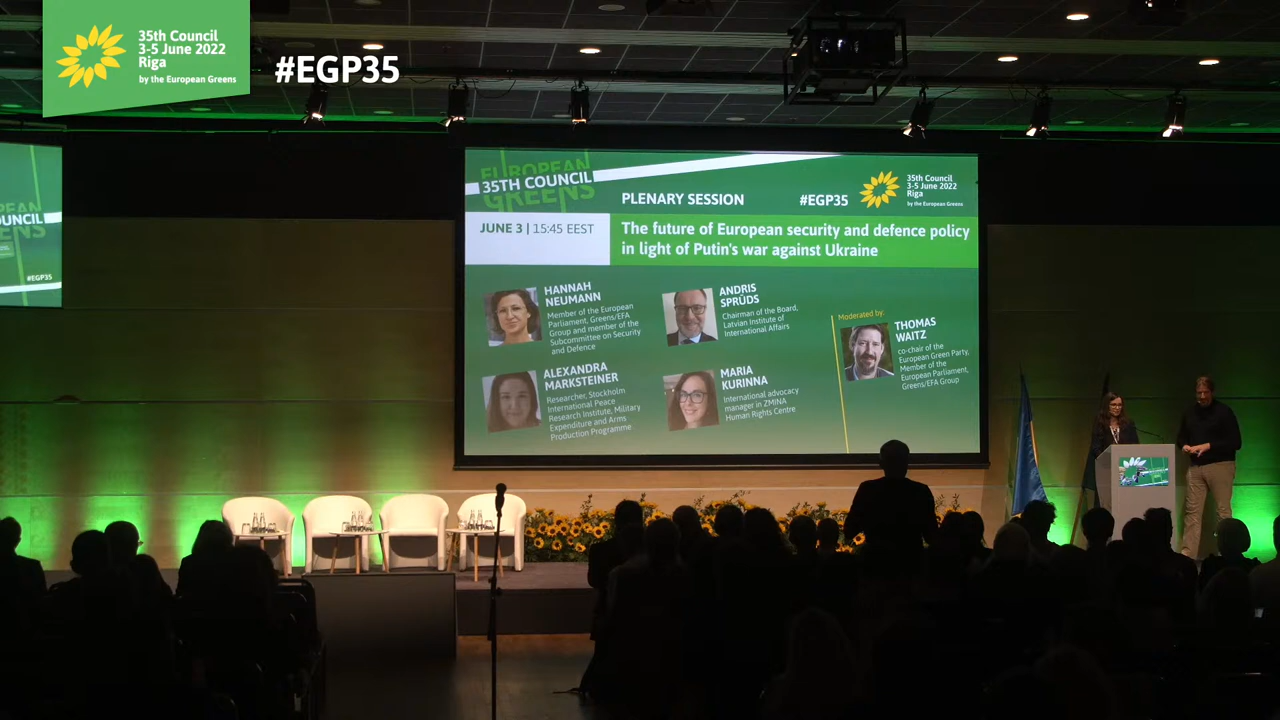 35th Council
3-5 June 2022
Riga
by the European Greens
#EGP35
UNCIL
#EGP35
EUROPEAN
35TH COUNCIL
GREENS
PLENARY SESSION
#EGP35
35th Council
3-5 June 2022
Riga
by the European Greens
JUNE 3 | 15:45 EEST
The future of European security and defence policy
in light of Putin's war against Ukraine
HANNAH
NEUMANN
Member of the European
Parliament, Greens/EFA
Group and member of the
Subcommittee on Security
and Defence
ANDRIS
SPRŪDS
Chairman of the Board,
Latvian Institute of
International Affairs
ALEXANDRA
MARKSTEINER
Researcher, Stockholm
International Peace
Research Institute, Military
Expenditure and Arms
Production Programme
MARIA
KURINNA
International advocacy
manager in ZMINA
Human Rights Centre
Moderated by:
THOMAS
WAITZ
co-chair of the
European Green Party,
Member of the
European Parliament,
Greens/EFA Group